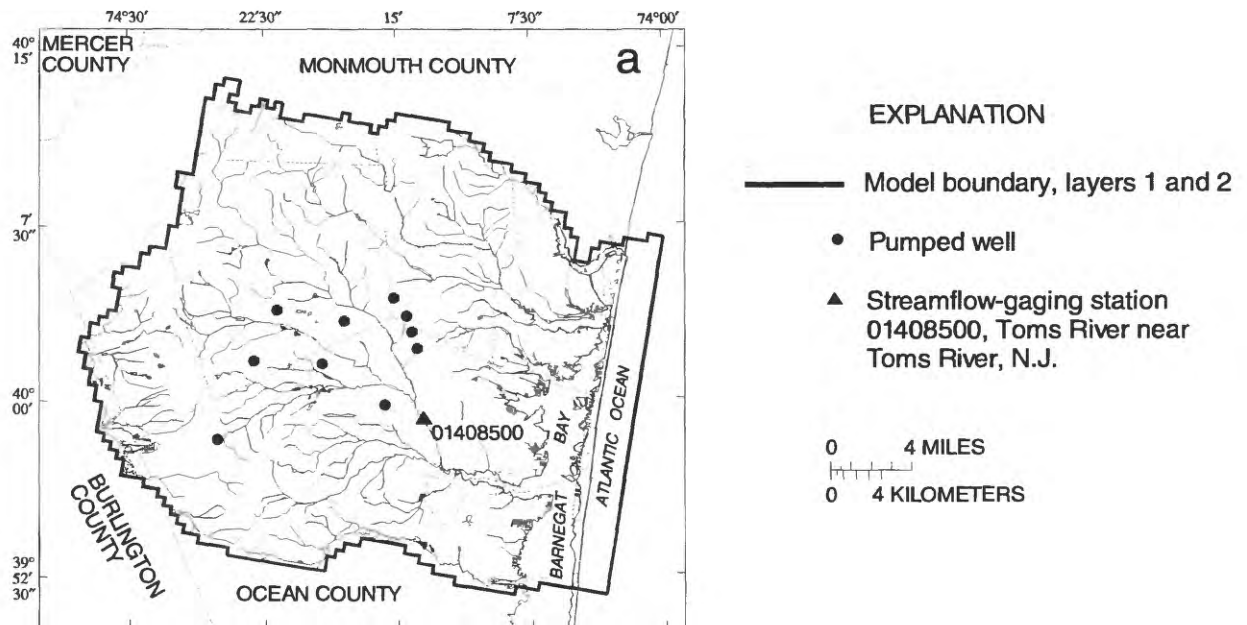 74°30'
22'30"
15'
7'30"
74°00'
40°
15'
MERCER
COUNTY
MONMOUTH COUNTY
a
7'
30"
40°
00'
39°
52'
30"
01408500
BARNEGAT BAY
ATLANTIC OCEAN
BURLINGTON
COUNTY
OCEAN COUNTY
EXPLANATION
Model boundary, layers 1 and 2
Pumped well
Streamflow-gaging station
01408500, Toms River near
Toms River, N.J.
0 4 MILES
0 4 KILOMETERS